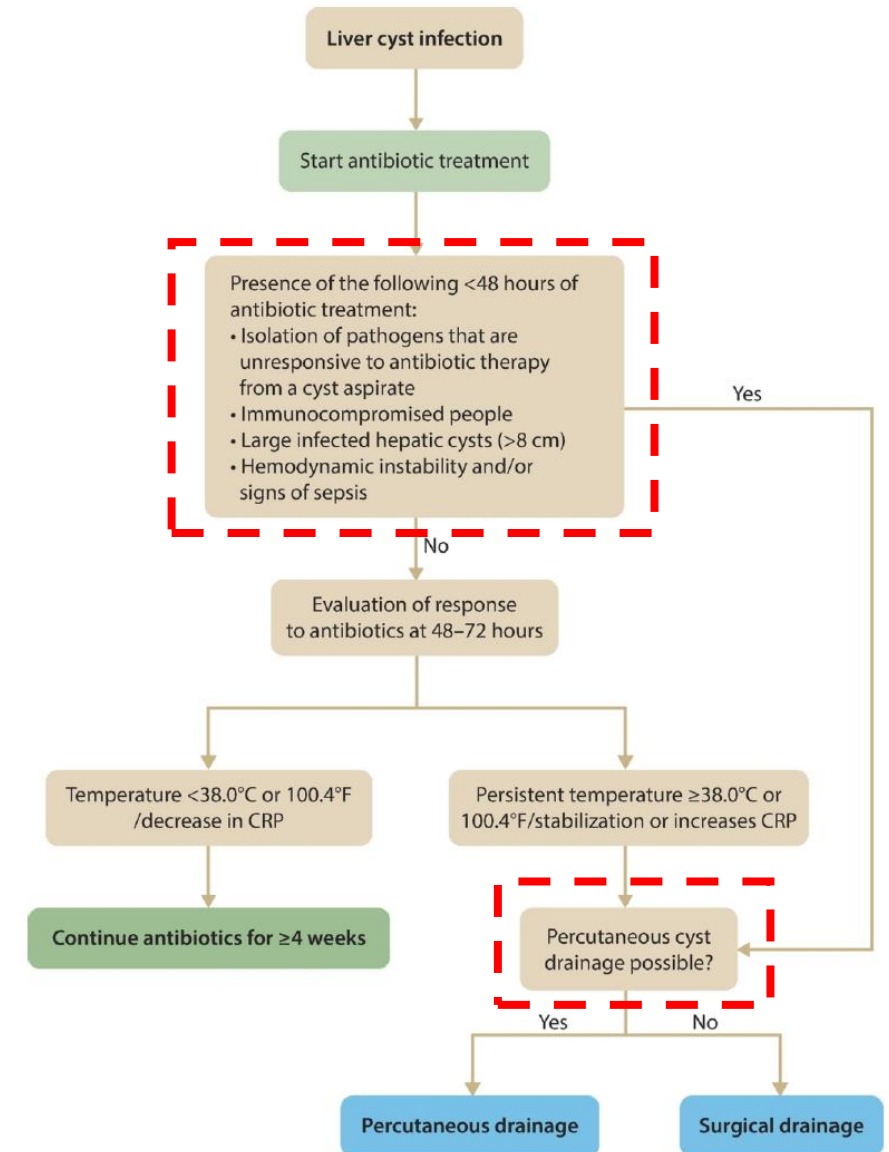 Liver cyst infection
Start antibiotic treatment
Presence of the following <48 hours of
antibiotic treatment:
• Isolation of pathogens that are
unresponsive to antibiotic therapy
from a cyst aspirate
• Immunocompromised people
• Large infected hepatic cysts (>8 cm)
• Hemodynamic instability and/or
signs of sepsis
Yes
No
Evaluation of response
to antibiotics at 48–72 hours
Temperature <38.0°C or 100.4°F
/decrease in CRP
Persistent temperature ≥38.0°C or
100.4°F/stabilization or increases CRP
Continue antibiotics for ≥4 weeks
Percutaneous cyst
drainage possible?
Yes
No
Percutaneous drainage
Surgical drainage